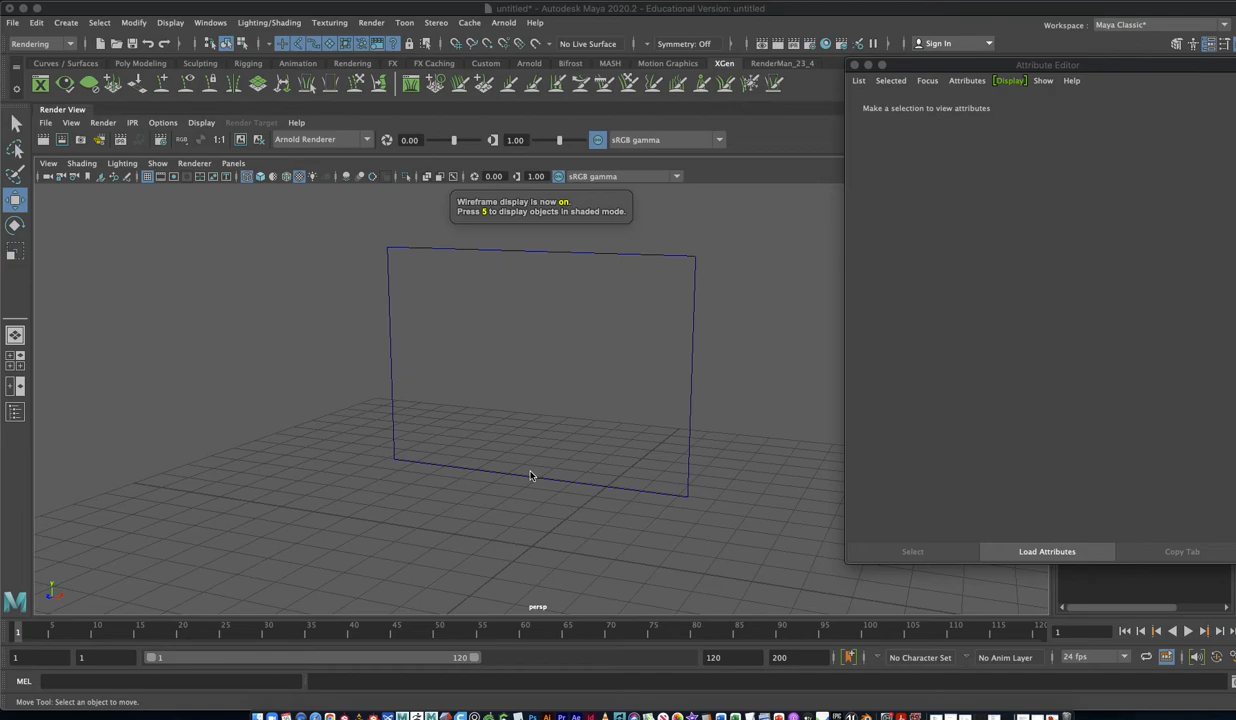 untitled* - Autodesk Maya 2020.2 - Educational Version: untitled
File Edit Create Select Modify Display Windows Lighting/Shading Texturing Render Toon Stereo Cache Arnold Help
Workspace : Maya Classic*
Rendering No Live Surface Symmetry: Off Sign In
Curves / Surfaces Poly Modeling Sculpting Rigging Animation Rendering FX FX Caching Custom Arnold Bifrost MASH Motion Graphics XGen RenderMan_23_4
Attribute Editor
List Selected Focus Attributes Display Show Help
Make a selection to view attributes
Render View
File View Render IPR Options Display Render Target Help
RGB 1:1 IPR Arnold Renderer 0.00 1.00 sRGB gamma
View Shading Lighting Show Renderer Panels
0.00 1.00 sRGB gamma
Wireframe display is now on.
Press 5 to display objects in shaded mode.
Select Load Attributes Copy Tab
persp
1 5 10 15 20 25 30 35 40 45 50 55 60 65 70 75 80 85 90 95 100 105 110 115 120 1
1 1 1 120 120 200 No Character Set No Anim Layer 24 fps
MEL
Move Tool: Select an object to move.